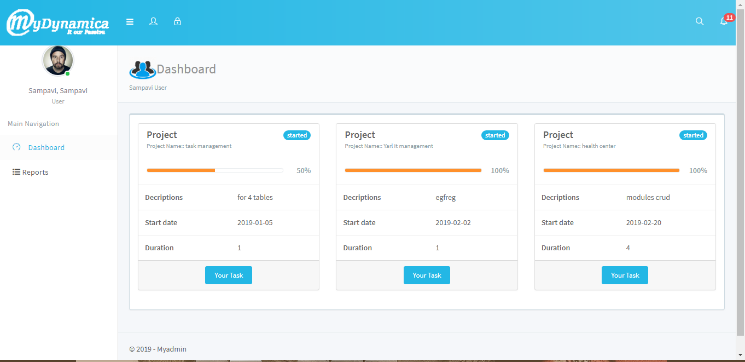 MyDynamica
It our Passion
11
Sampavi, Sampavi
User
Main Navigation
Dashboard
Reports
Dashboard
Sampavi User
Project
started
Project Name:: task management
50%
Decriptions
for 4 tables
Start date
2019-01-05
Duration
1
Your Task
Project
started
Project Name:: Yarl it management
100%
Decriptions
egfreg
Start date
2019-02-02
Duration
1
Your Task
Project
started
Project Name:: health center
100%
Decriptions
modules crud
Start date
2019-02-20
Duration
4
Your Task
© 2019 - Myadmin